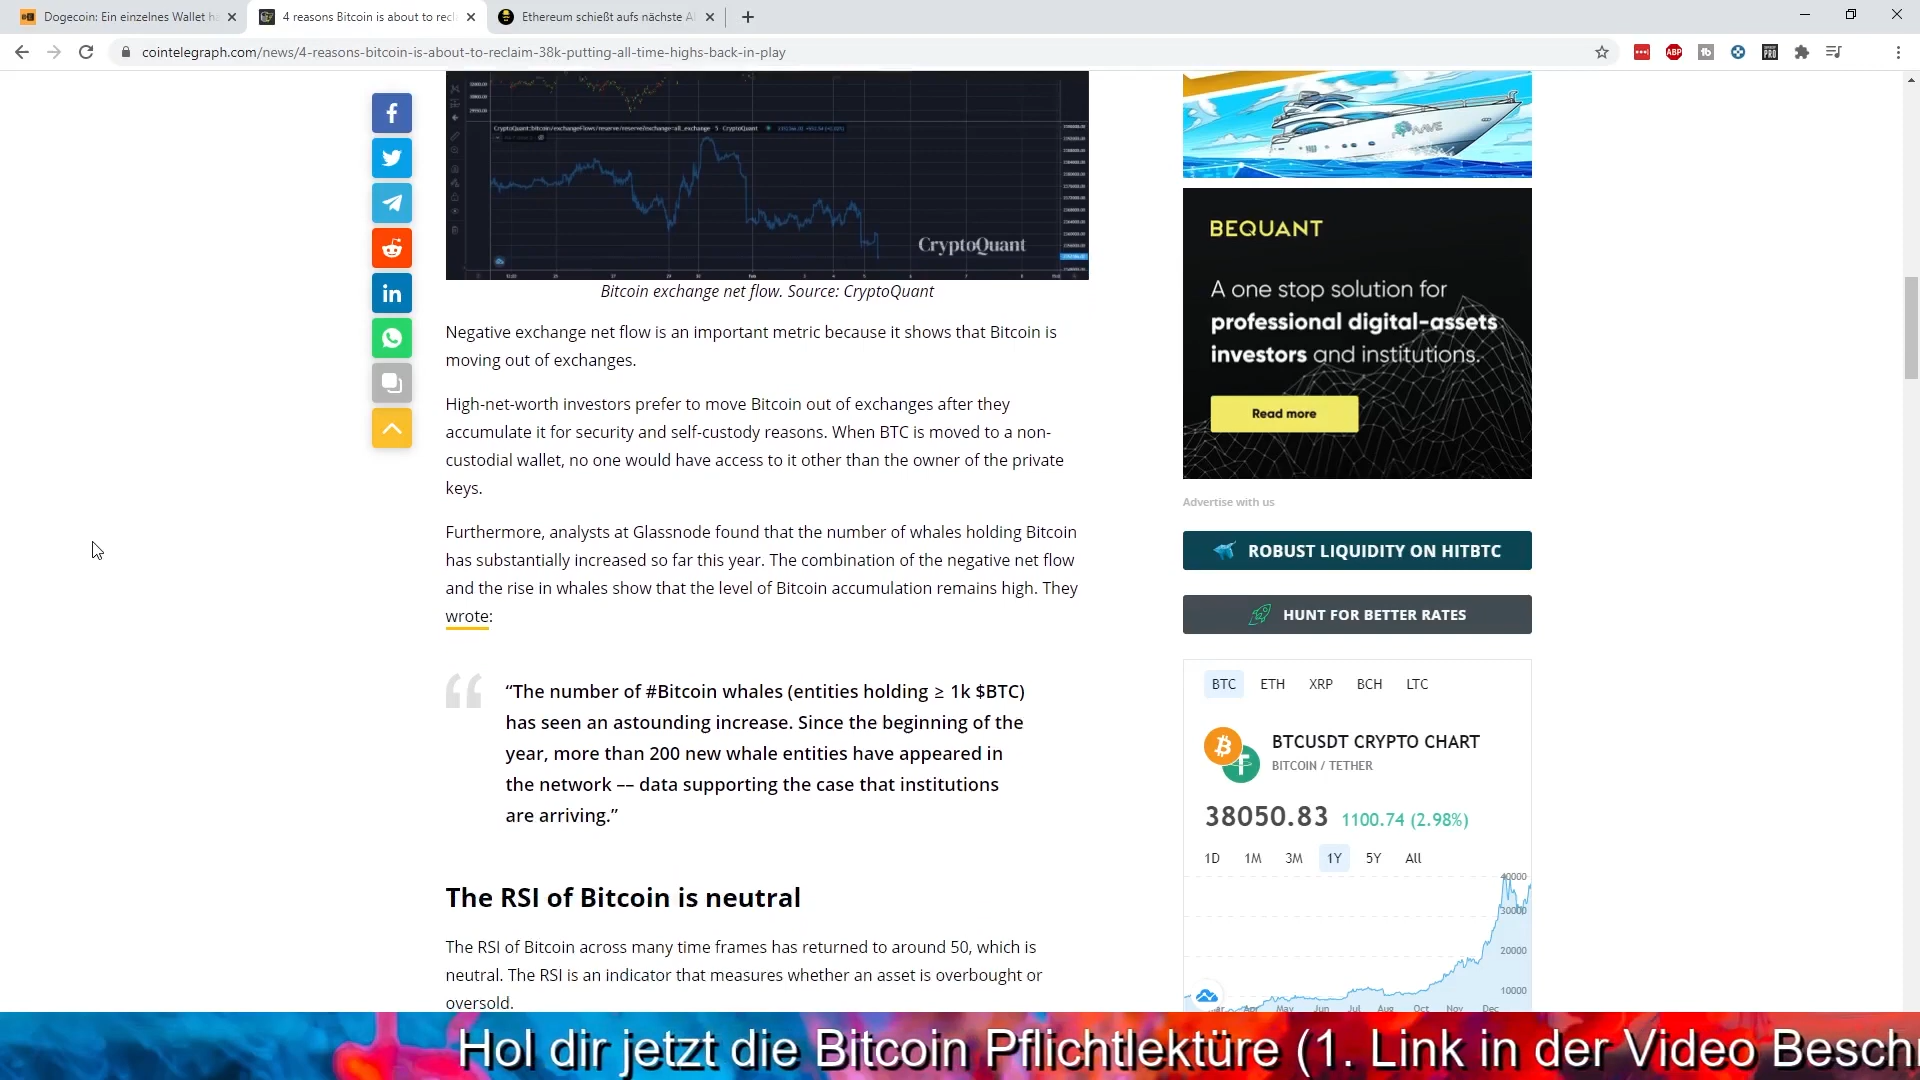 Dogecoin: Ein einzelnes Wallet ha
4 reasons Bitcoin is about to recl
Ethereum schießt aufs nächste Al
cointelegraph.com/news/4-reasons-bitcoin-is-about-to-reclaim-38k-putting-all-time-highs-back-in-play
CryptoQuant
Bitcoin exchange net flow. Source: CryptoQuant
Negative exchange net flow is an important metric because it shows that Bitcoin is
moving out of exchanges.
High-net-worth investors prefer to move Bitcoin out of exchanges after they
accumulate it for security and self-custody reasons. When BTC is moved to a non-
custodial wallet, no one would have access to it other than the owner of the private
keys.
Furthermore, analysts at Glassnode found that the number of whales holding Bitcoin
has substantially increased so far this year. The combination of the negative net flow
and the rise in whales show that the level of Bitcoin accumulation remains high. They
wrote:
“The number of #Bitcoin whales (entities holding ≥ 1k $BTC)
has seen an astounding increase. Since the beginning of the
year, more than 200 new whale entities have appeared in
the network –– data supporting the case that institutions
are arriving.”
The RSI of Bitcoin is neutral
The RSI of Bitcoin across many time frames has returned to around 50, which is
neutral. The RSI is an indicator that measures whether an asset is overbought or
oversold.
BEQUANT
A one stop solution for
professional digital-assets
investors and institutions.
Read more
Advertise with us
ROBUST LIQUIDITY ON HITBTC
HUNT FOR BETTER RATES
BTC ETH XRP BCH LTC
BTCUSDT CRYPTO CHART
BITCOIN / TETHER
38050.83 1100.74 (2.98%)
1D 1M 3M 1Y 5Y All
40000
30000
20000
10000
Apr May Jun Jul Aug Oct Nov Dec
Hol dir jetzt die Bitcoin Pflichtlektüre (1. Link in der Video Besch